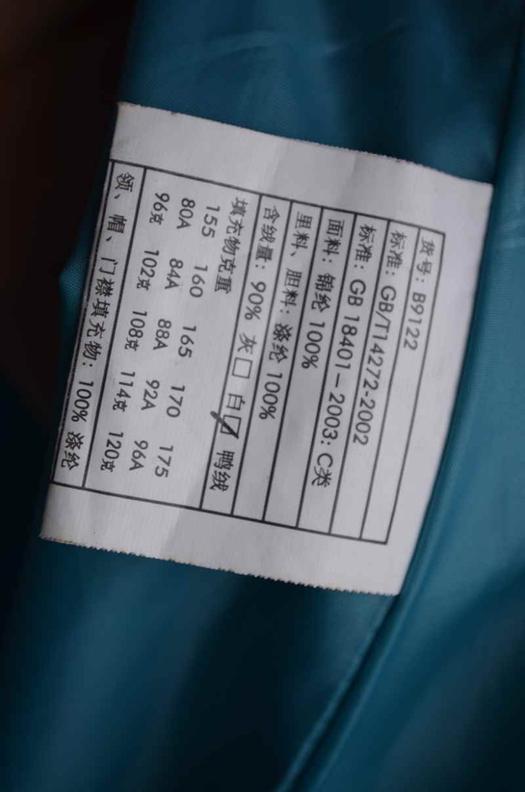 货号: B9122
标准: GB/T14272-2002
标准: GB 18401-2003: C类
面料: 锦纶 100%
里料、胆料: 涤纶 100%
含绒量: 90% 灰□ 白☑ 鸭绒
填充物克重
155 160 165 170 175
80A 84A 88A 92A 96A
96克 102克 108克 114克 120克
领、帽、门襟填充物: 100% 涤纶